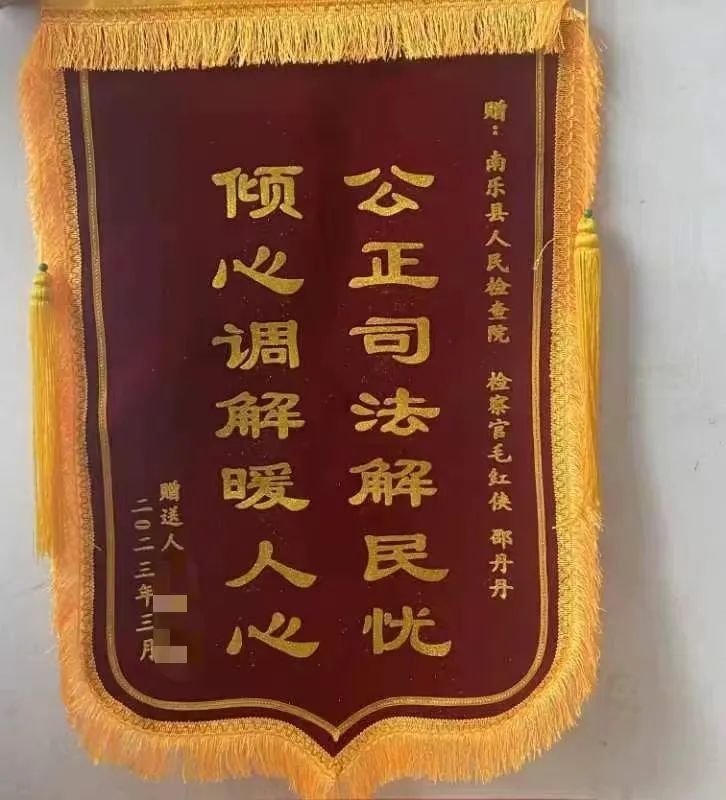 赠：南乐县人民检查院 检察官毛红侠 邵丹丹
公正司法解民忧
倾心调解暖人心
赠送人
二〇二三年三月